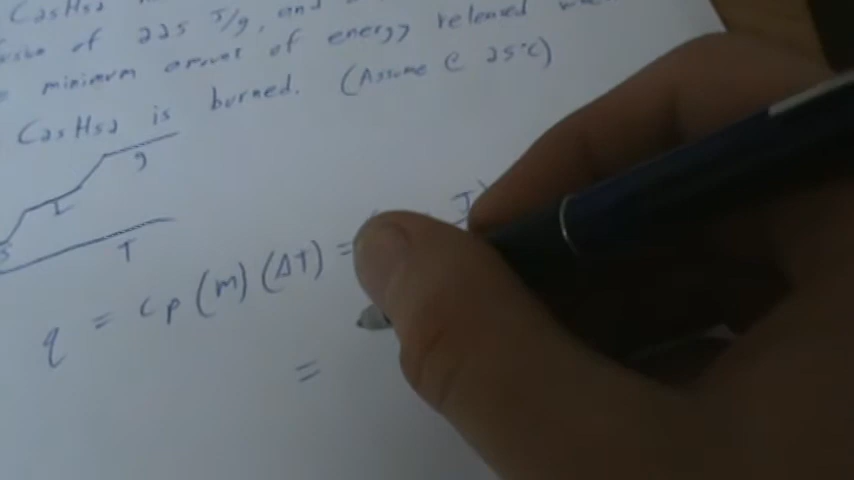 C25H52
of 225 J/g, and
minimum amount of energy released
C25H52 is burned. (Assume @ 25°C)
g
L
S
T
q = Cp (m) (ΔT) = J
=